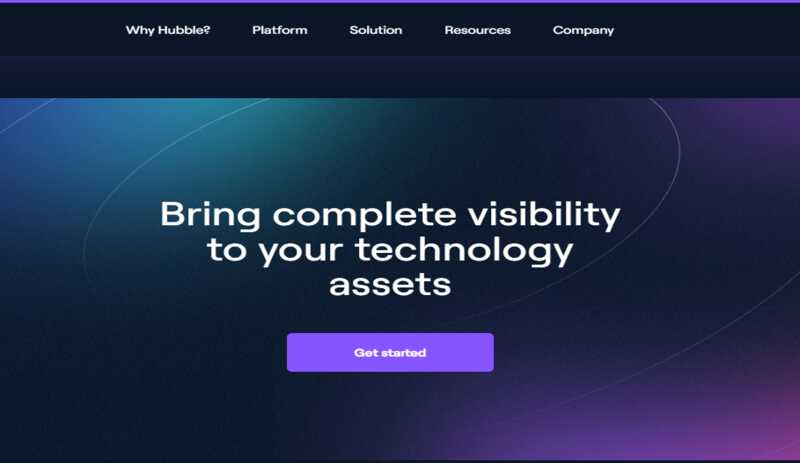 Why Hubble? Platform Solution Resources Company
Bring complete visibility
to your technology
assets
Get started